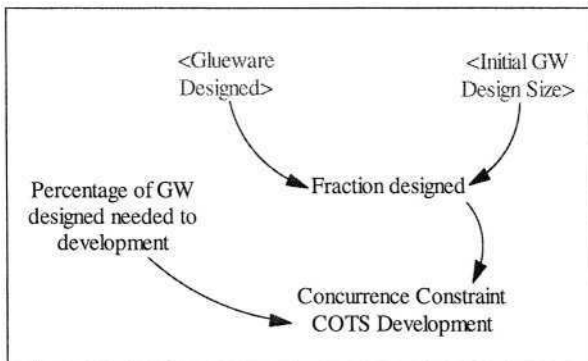 <Glueware
Designed>
<Initial GW
Design Size>
Percentage of GW
designed needed to
development
Fraction designed
Concurrence Constraint
COTS Development